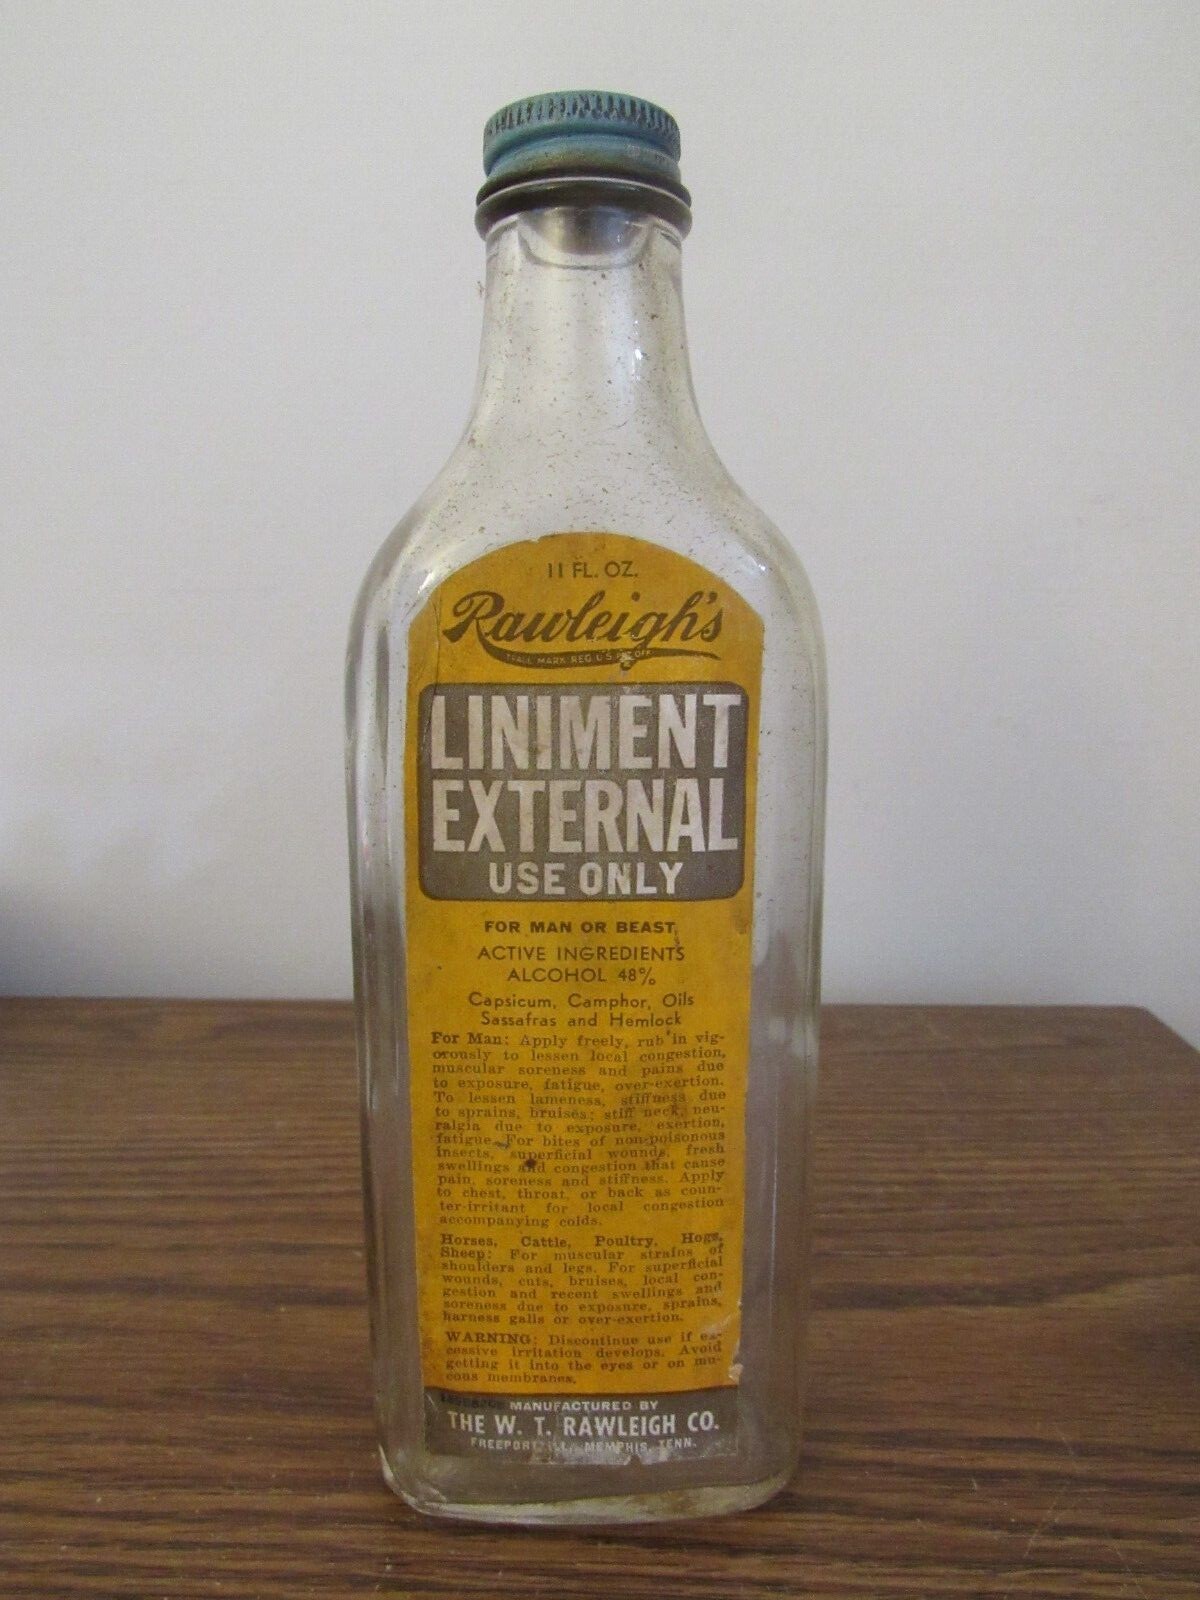 11 FL. OZ.
Rawleigh's
TRADE MARK REG U.S. PAT. OFF.
LINIMENT
EXTERNAL
USE ONLY
FOR MAN OR BEAST
ACTIVE INGREDIENTS
ALCOHOL 48%
Capsicum, Camphor, Oils
Sassafras and Hemlock
For Man: Apply freely, rub in vig-
orously to lessen local congestion,
muscular soreness and pains due
to exposure, fatigue, over-exertion.
To lessen lameness, stiffness due
to sprains, bruises; stiff neck, neu-
ralgia due to exposure, exertion,
fatigue. For bites of non-poisonous
insects, superficial wounds, fresh
swellings and congestion that cause
pain, soreness and stiffness. Apply
to chest, throat, or back as coun-
ter-irritant for local congestion
accompanying colds.
Horses, Cattle, Poultry, Hogs,
Sheep: For muscular strains of
shoulders and legs. For superficial
wounds, cuts, bruises, local con-
gestion and recent swellings and
soreness due to exposure, sprains,
harness galls or over-exertion.
WARNING: Discontinue use if ex-
cessive irritation develops. Avoid
getting it into the eyes or on mu-
cous membranes.
MANUFACTURED BY
THE W. T. RAWLEIGH CO.
FREEPORT, ILL. MEMPHIS, TENN.